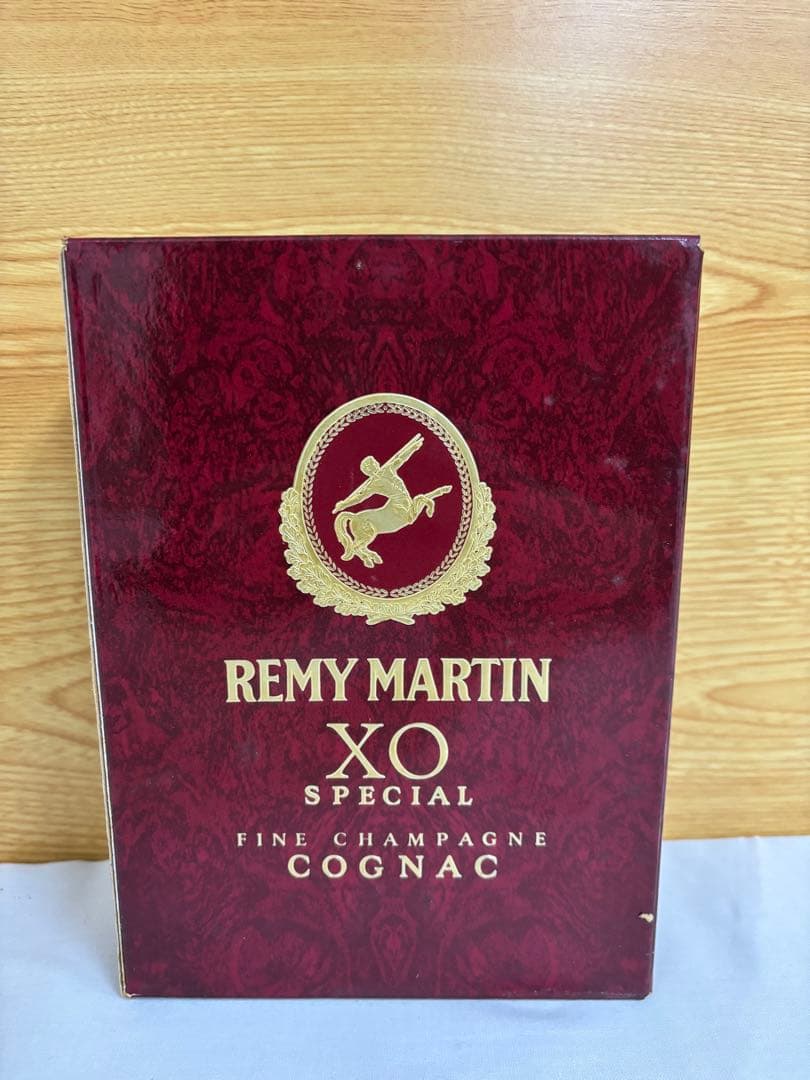 REMY MARTIN
XO
SPECIAL
FINE CHAMPAGNE
COGNAC